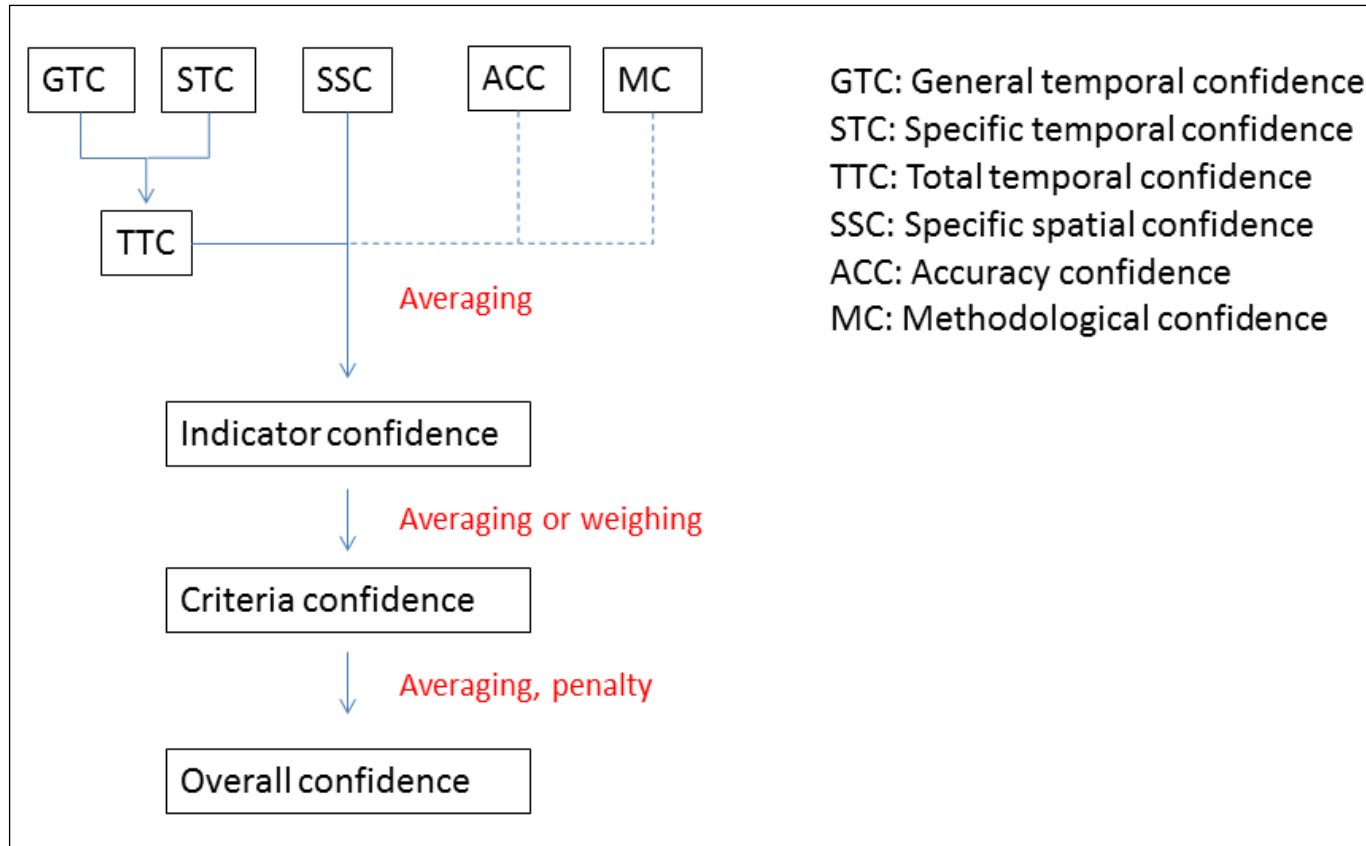 GTC
STC
SSC
ACC
MC
TTC
Averaging
Indicator confidence
Averaging or weighing
Criteria confidence
Averaging, penalty
Overall confidence
GTC: General temporal confidence
STC: Specific temporal confidence
TTC: Total temporal confidence
SSC: Specific spatial confidence
ACC: Accuracy confidence
MC: Methodological confidence